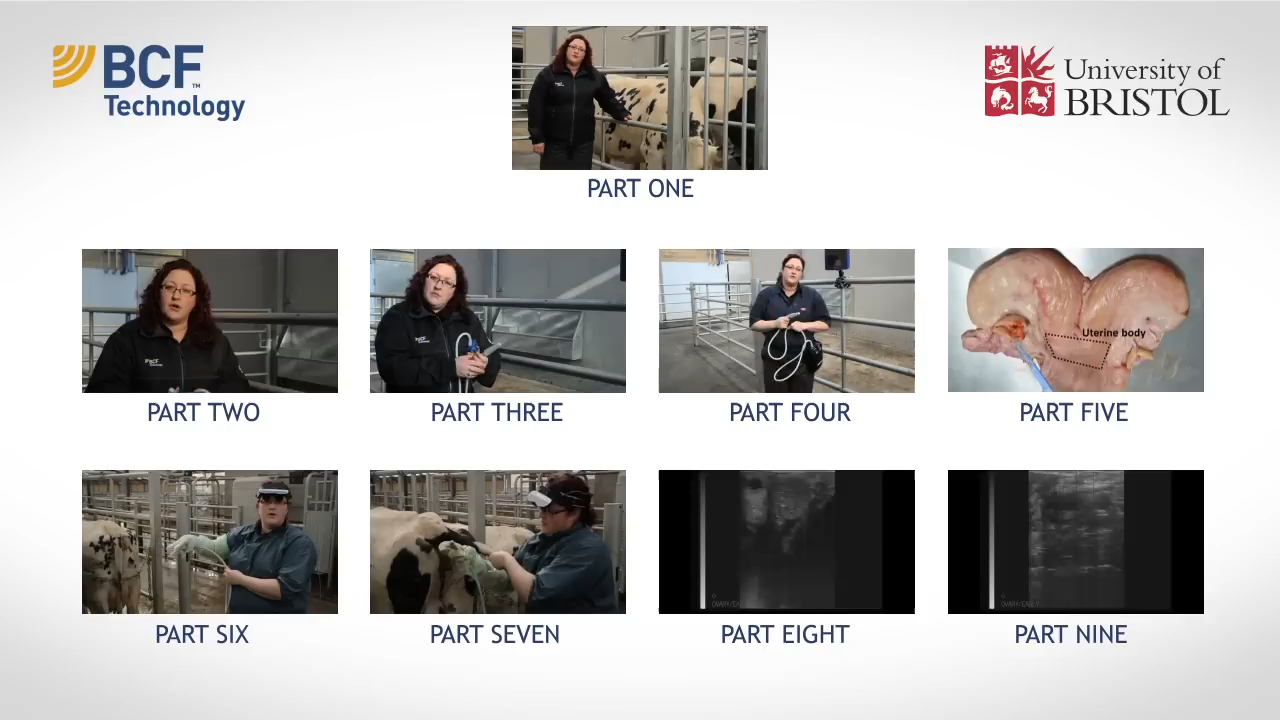 BCF™
Technology
University of
BRISTOL
PART ONE
Uterine body
PART TWO
PART THREE
PART FOUR
PART FIVE
PART SIX
PART SEVEN
PART EIGHT
PART NINE